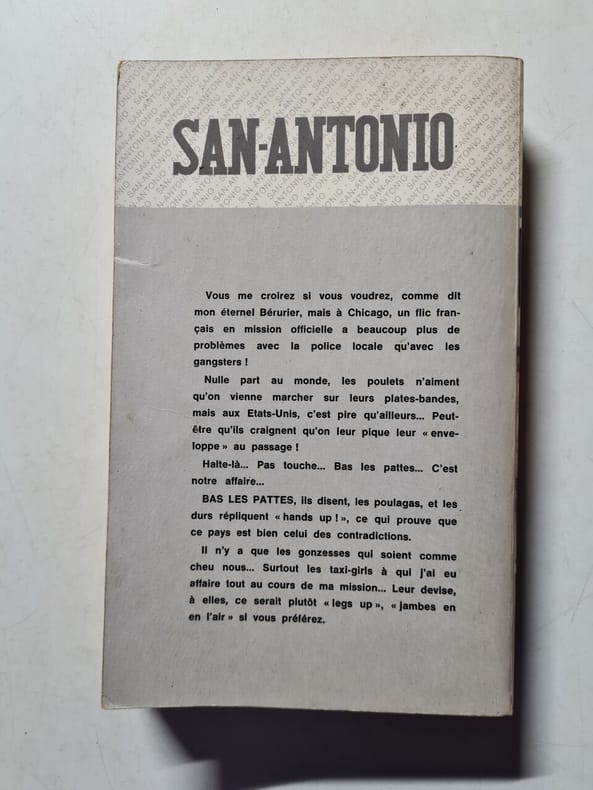 SAN-ANTONIO
Vous me croirez si vous voudrez, comme dit
mon éternel Bérurier, mais à Chicago, un flic fran-
çais en mission officielle a beaucoup plus de
problèmes avec la police locale qu'avec les
gangsters !
Nulle part au monde, les poulets n'aiment
qu'on vienne marcher sur leurs plates-bandes,
mais aux Etats-Unis, c'est pire qu'ailleurs... Peut-
être qu'ils craignent qu'on leur pique leur « enve-
loppe » au passage !
Halte-là... Pas touche... Bas les pattes... C'est
notre affaire...
BAS LES PATTES, ils disent, les poulagas, et les
durs répliquent « hands up ! », ce qui prouve que
ce pays est bien celui des contradictions.
Il n'y a que les gonzesses qui soient comme
cheu nous... Surtout les taxi-girls à qui j'ai eu
affaire tout au cours de ma mission... Leur devise,
à elles, ce serait plutôt « legs up », « jambes en
en l'air » si vous préférez.